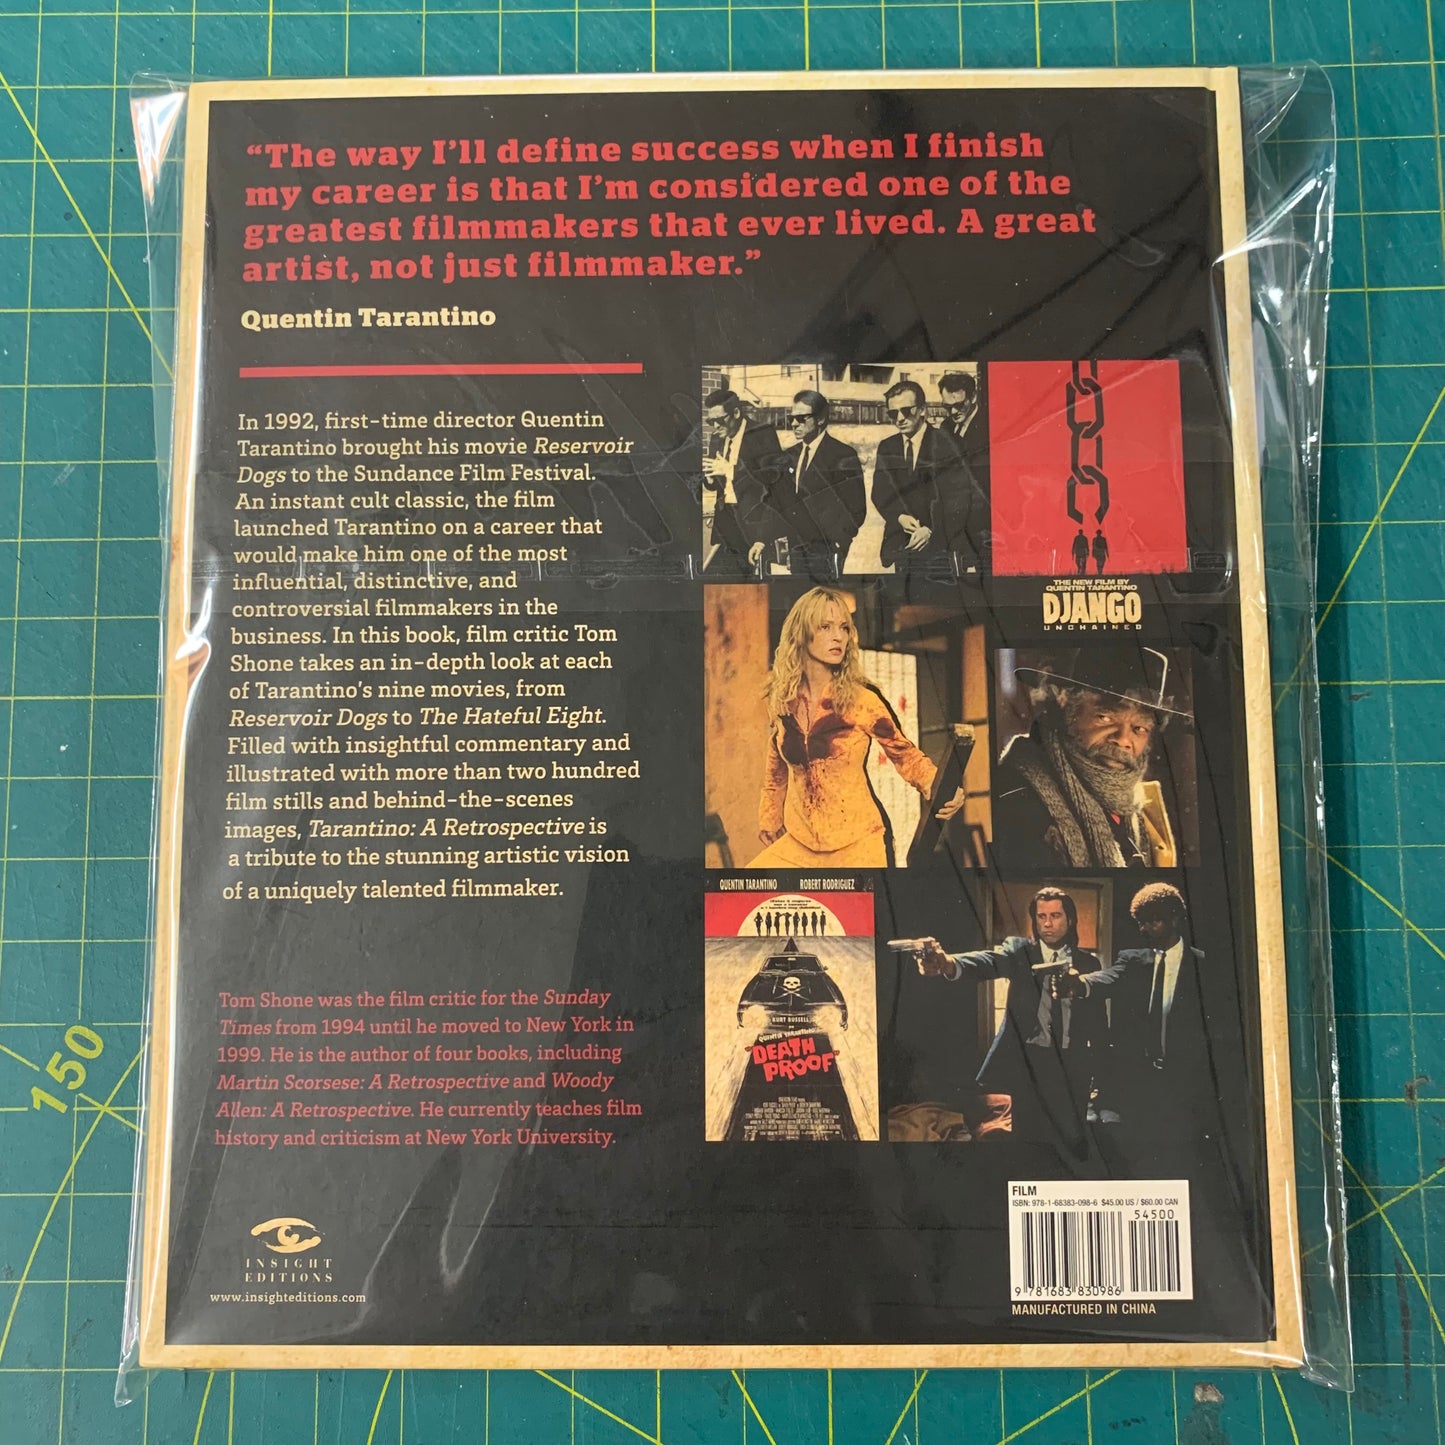 “The way I’ll define success when I finish
my career is that I’m considered one of the
greatest filmmakers that ever lived. A great
artist, not just filmmaker.”
Quentin Tarantino
In 1992, first-time director Quentin
Tarantino brought his movie Reservoir
Dogs to the Sundance Film Festival.
An instant cult classic, the film
launched Tarantino on a career that
would make him one of the most
influential, distinctive, and
controversial filmmakers in the
business. In this book, film critic Tom
Shone takes an in-depth look at each
of Tarantino’s nine movies, from
Reservoir Dogs to The Hateful Eight.
Filled with insightful commentary and
illustrated with more than two hundred
film stills and behind-the-scenes
images, Tarantino: A Retrospective is
a tribute to the stunning artistic vision
of a uniquely talented filmmaker.
Tom Shone was the film critic for the Sunday
Times from 1994 until he moved to New York in
1999. He is the author of four books, including
Martin Scorsese: A Retrospective and Woody
Allen: A Retrospective. He currently teaches film
history and criticism at New York University.
INSIGHT
EDITIONS
www.insighteditions.com
THE NEW FILM BY
QUENTIN TARANTINO
DJANGO
UNCHAINED
QUENTIN TARANTINO ROBERT RODRIGUEZ
KURT RUSSELL
QUENTIN TARANTINO
DEATH
PROOF
FILM
ISBN: 978-1-68383-098-6 $45.00 US / $60.00 CAN
54500
9 781683 830986
MANUFACTURED IN CHINA
150